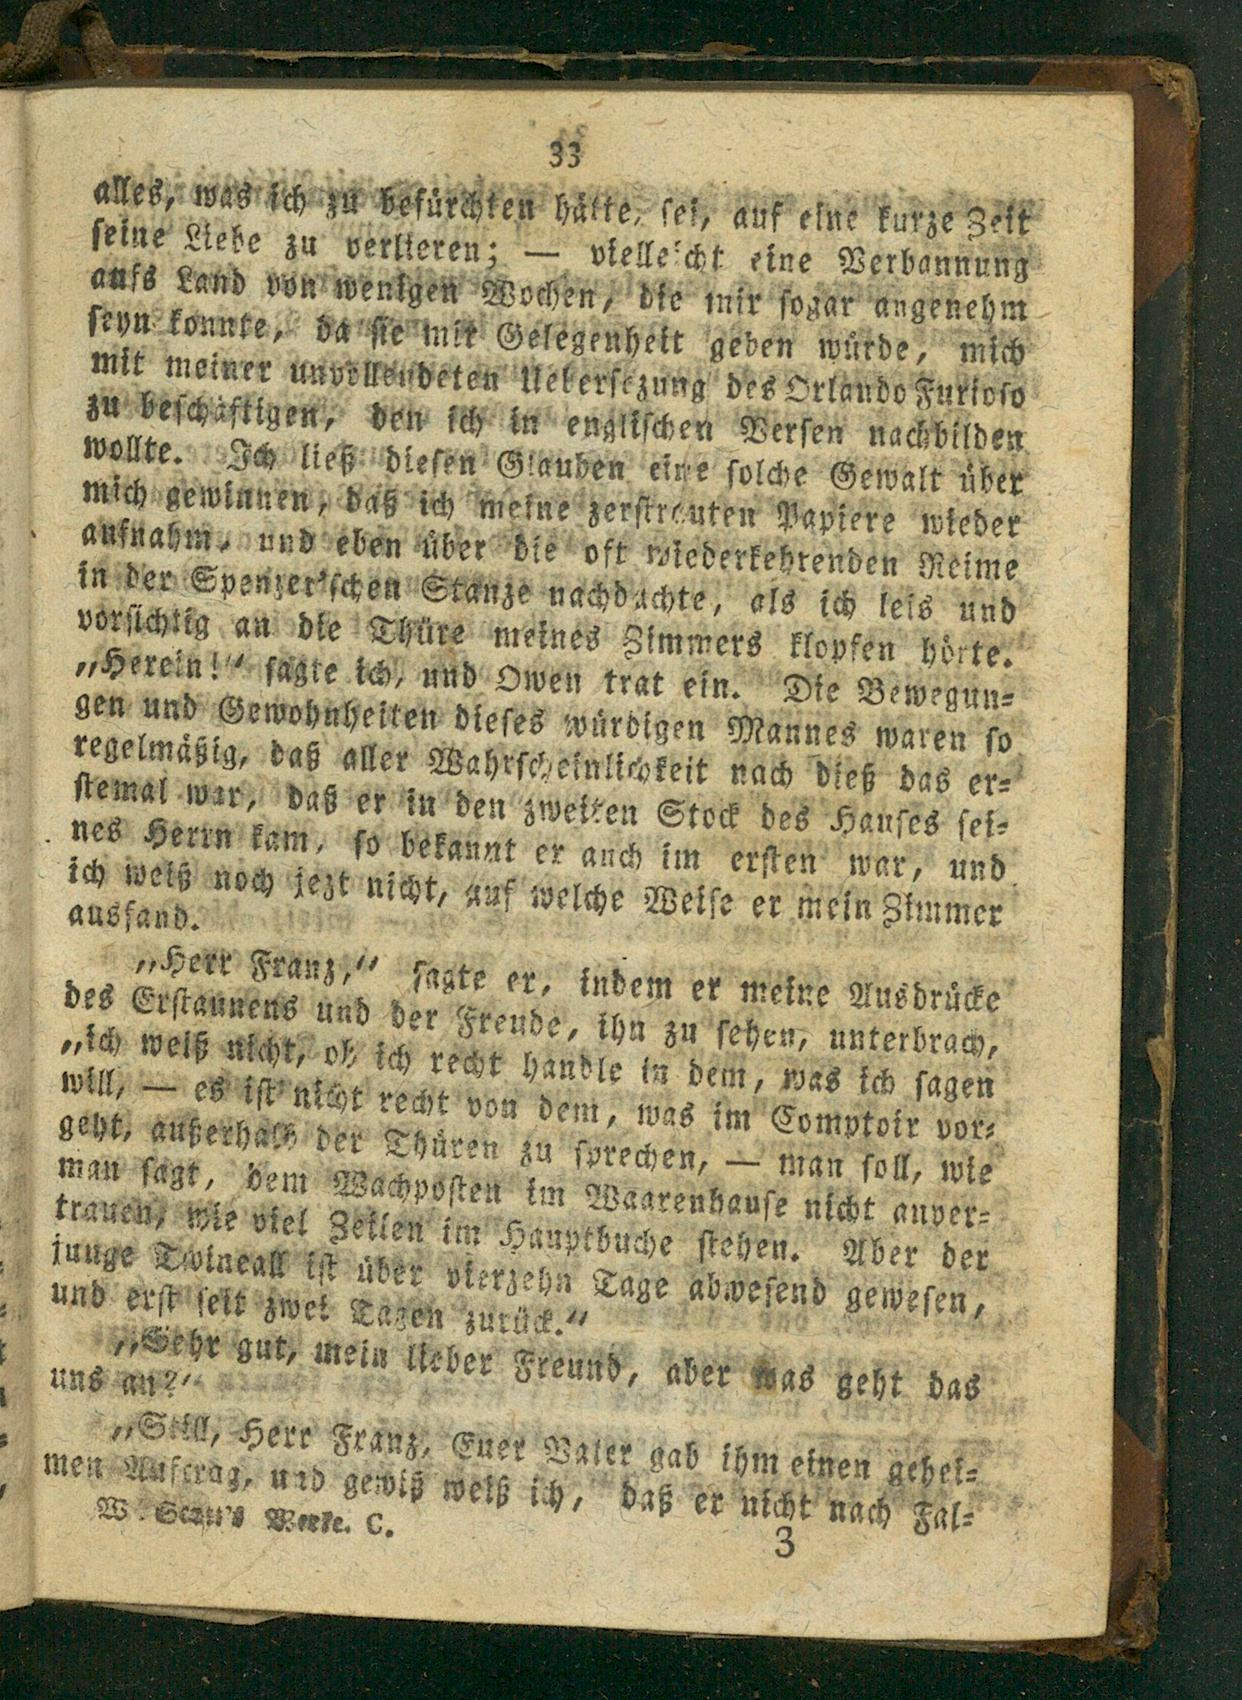 33
alles, was ich zu befürchten hätte, sei, auf eine kurze Zeit
seine Liebe zu verlieren; — vielleicht eine Verbannung
aufs Land von wenigen Wochen, die mir sogar angenehm
seyn konnte, da sie mir Gelegenheit geben würde, mich
mit meiner unvollendeten Uebersezung des Orlando Furioso
zu beschäftigen, den ich in englischen Versen nachbilden
wollte. Ich ließ diesen Glauben eine solche Gewalt über
mich gewinnen, daß ich meine zerstreuten Papiere wieder
aufnahm, und eben über die oft wiederkehrenden Reime
in der Spenzer'schen Stanze nachdachte, als ich leis und
vorsichtig an die Thüre meines Zimmers klopfen hörte.
„Herein!“ sagte ich, und Owen trat ein. Die Bewegun-
gen und Gewohnheiten dieses würdigen Mannes waren so
regelmäßig, daß aller Wahrscheinlichkeit nach dieß das er-
stemal war, daß er in den zweiten Stock des Hauses sei-
nes Herrn kam, so bekannt er auch im ersten war, und
ich weiß noch jezt nicht, auf welche Weise er mein Zimmer
ausfand.
„Herr Franz,“ sagte er, indem er meine Ausdrücke
des Erstaunens und der Freude, ihn zu sehen, unterbrach,
„ich weiß nicht, ob ich recht handle in dem, was ich sagen
will, — es ist nicht recht von dem, was im Comptoir vor-
geht, außerhalb der Thüren zu sprechen, — man soll, wie
man sagt, dem Wachposten im Waarenhause nicht anver-
trauen, wie viel Zeilen im Hauptbuche stehen. Aber der
junge Twineall ist über vierzehn Tage abwesend gewesen,
und erst seit zwei Tagen zurück.“
„Sehr gut, mein lieber Freund, aber was geht das
uns an?“
„Still, Herr Franz, Euer Vater gab ihm einen gehei-
men Auftrag, und gewiß weiß ich, daß er nicht nach Fal-
W. Scott's Werke. C.
3